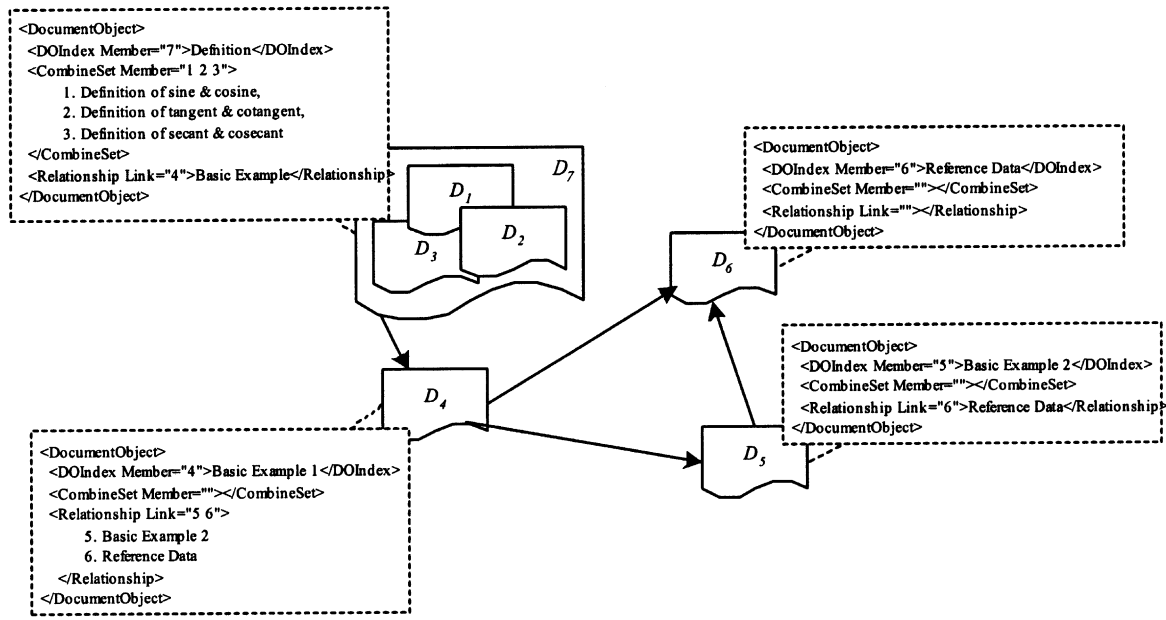 <DocumentObject>
<DOIndex Member="7">Definition</DOIndex>
<CombineSet Member="1 2 3">
1. Definition of sine & cosine,
2. Definition of tangent & cotangent,
3. Definition of secant & cosecant
</CombineSet>
<Relationship Link="4">Basic Example</Relationship>
</DocumentObject>
D7
D1
D2
D3
<DocumentObject>
<DOIndex Member="6">Reference Data</DOIndex>
<CombineSet Member=""></CombineSet>
<Relationship Link=""></Relationship>
</DocumentObject>
D6
<DocumentObject>
<DOIndex Member="5">Basic Example 2</DOIndex>
<CombineSet Member=""></CombineSet>
<Relationship Link="6">Reference Data</Relationship>
</DocumentObject>
D4
D5
<DocumentObject>
<DOIndex Member="4">Basic Example 1</DOIndex>
<CombineSet Member=""></CombineSet>
<Relationship Link="5 6">
5. Basic Example 2
6. Reference Data
</Relationship>
</DocumentObject>